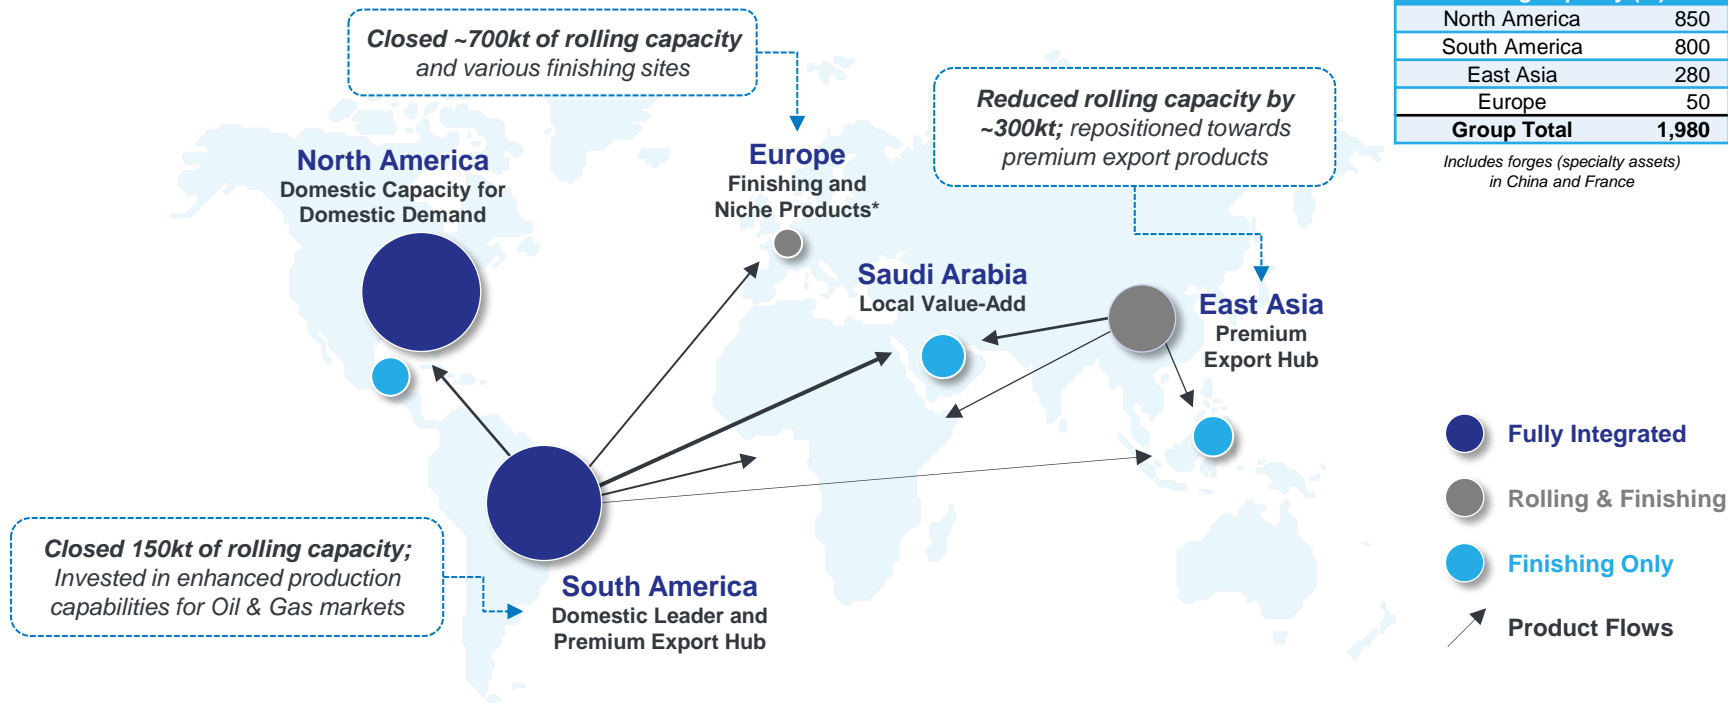 North America 850
South America 800
East Asia 280
Europe 50
Group Total 1,980
Includes forges (specialty assets)
in China and France
Closed ~700kt of rolling capacity
and various finishing sites
Reduced rolling capacity by
~300kt; repositioned towards
premium export products
North America
Domestic Capacity for
Domestic Demand
Europe
Finishing and
Niche Products*
Saudi Arabia
Local Value-Add
East Asia
Premium
Export Hub
Closed 150kt of rolling capacity;
Invested in enhanced production
capabilities for Oil & Gas markets
South America
Domestic Leader and
Premium Export Hub
Fully Integrated
Rolling & Finishing
Finishing Only
Product Flows